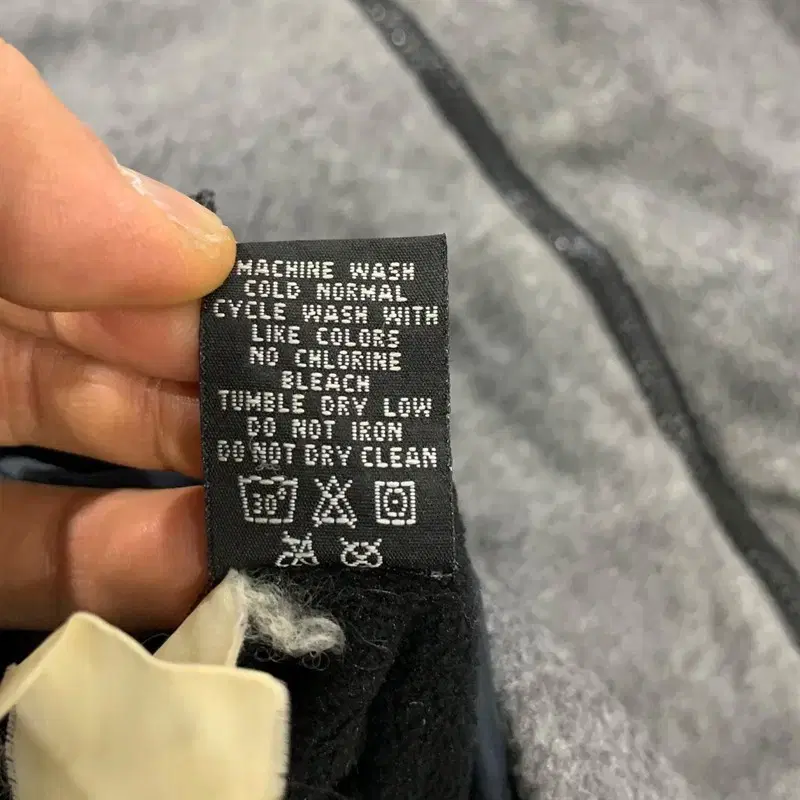 MACHINE WASH
COLD NORMAL
CYCLE WASH WITH
LIKE COLORS
NO CHLORINE
BLEACH
TUMBLE DRY LOW
DO NOT IRON
DO NOT DRY CLEAN
30°